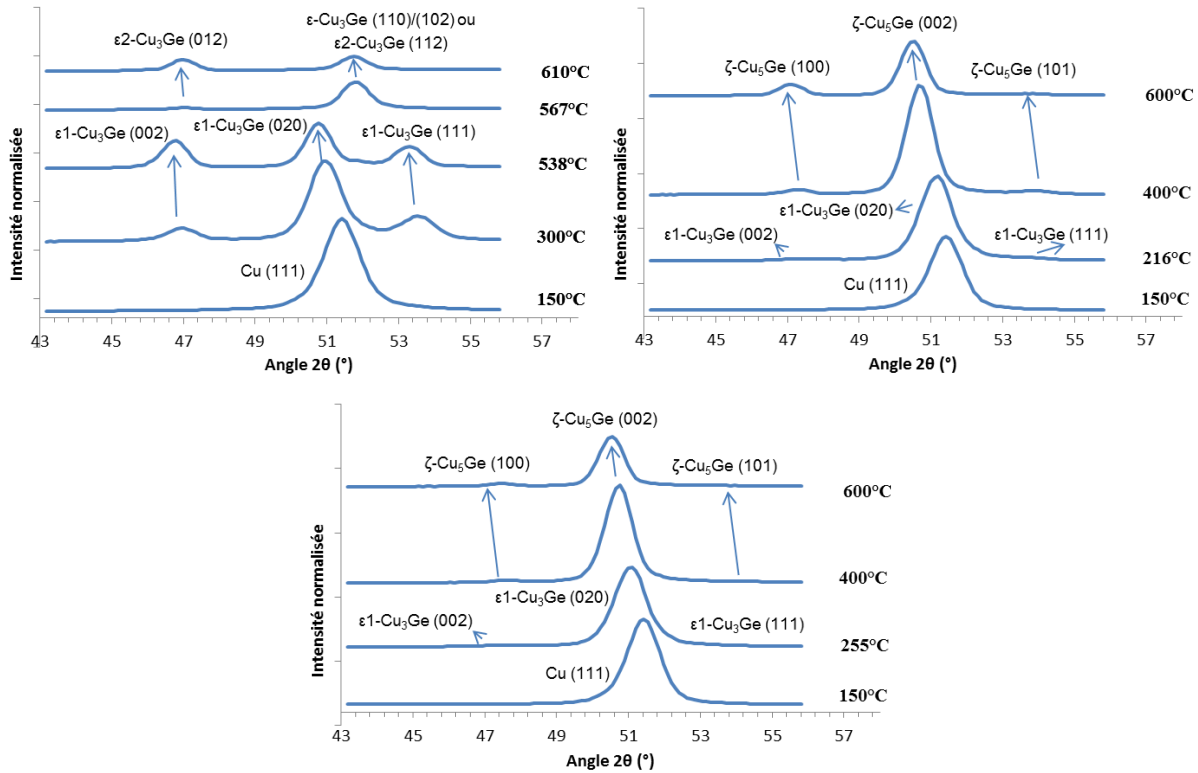 ε-Cu₃Ge (110)/(102) ou
ε2-Cu₃Ge (012)
ε2-Cu₃Ge (112)
610°C
567°C
ε1-Cu₃Ge (002)
ε1-Cu₃Ge (020)
ε1-Cu₃Ge (111)
538°C
300°C
Cu (111)
150°C
Intensité normalisée
43 45 47 49 51 53 55 57
Angle 2θ (°)
ζ-Cu₅Ge (002)
ζ-Cu₅Ge (100)
ζ-Cu₅Ge (101)
600°C
400°C
ε1-Cu₃Ge (020)
ε1-Cu₃Ge (002)
ε1-Cu₃Ge (111)
216°C
Cu (111)
150°C
Intensité normalisée
43 45 47 49 51 53 55 57
Angle 2θ (°)
ζ-Cu₅Ge (002)
ζ-Cu₅Ge (100)
ζ-Cu₅Ge (101)
600°C
400°C
ε1-Cu₃Ge (020)
ε1-Cu₃Ge (002)
ε1-Cu₃Ge (111)
255°C
Cu (111)
150°C
Intensité normalisée
43 45 47 49 51 53 55 57
Angle 2θ (°)